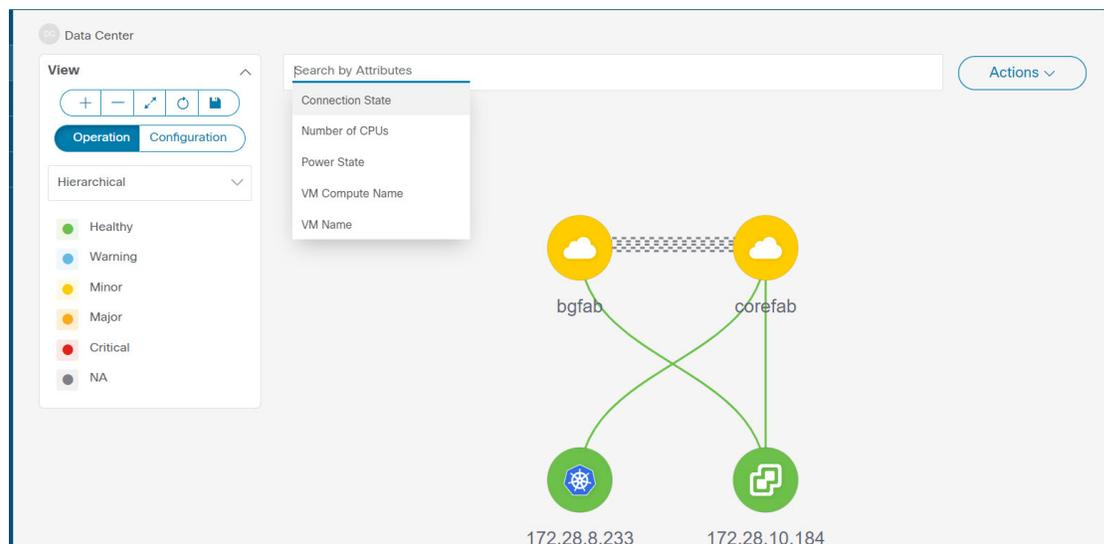 DC Data Center
View
Search by Attributes
Actions
Connection State
Operation Configuration
Number of CPUs
Power State
Hierarchical
VM Compute Name
VM Name
Healthy
Warning
Minor
Major
Critical
NA
bgfab corefab
172.28.8.233 172.28.10.184